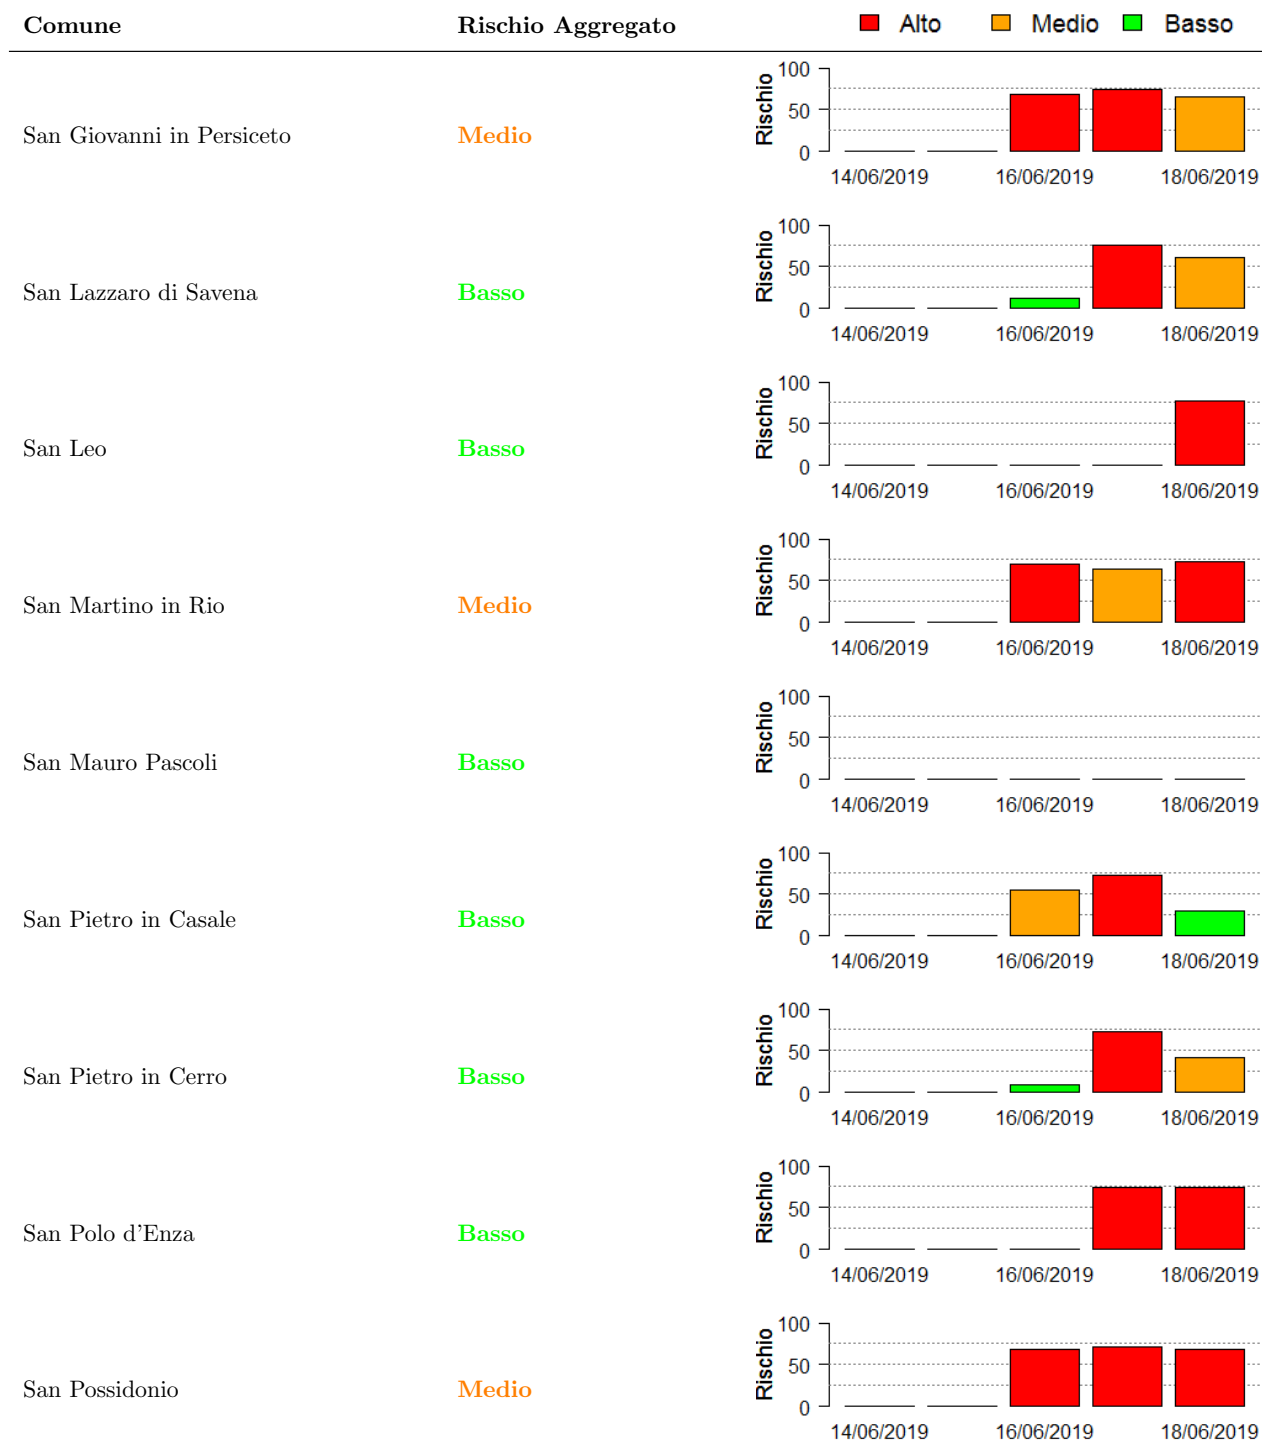 Comune Rischio Aggregato Alto Medio Basso
San Giovanni in Persiceto Medio Rischio 100 50 0
14/06/2019 16/06/2019 18/06/2019
San Lazzaro di Savena Basso Rischio 100 50 0
14/06/2019 16/06/2019 18/06/2019
San Leo Basso Rischio 100 50 0
14/06/2019 16/06/2019 18/06/2019
San Martino in Rio Medio Rischio 100 50 0
14/06/2019 16/06/2019 18/06/2019
San Mauro Pascoli Basso Rischio 100 50 0
14/06/2019 16/06/2019 18/06/2019
San Pietro in Casale Basso Rischio 100 50 0
14/06/2019 16/06/2019 18/06/2019
San Pietro in Cerro Basso Rischio 100 50 0
14/06/2019 16/06/2019 18/06/2019
San Polo d'Enza Basso Rischio 100 50 0
14/06/2019 16/06/2019 18/06/2019
San Possidonio Medio Rischio 100 50 0
14/06/2019 16/06/2019 18/06/2019